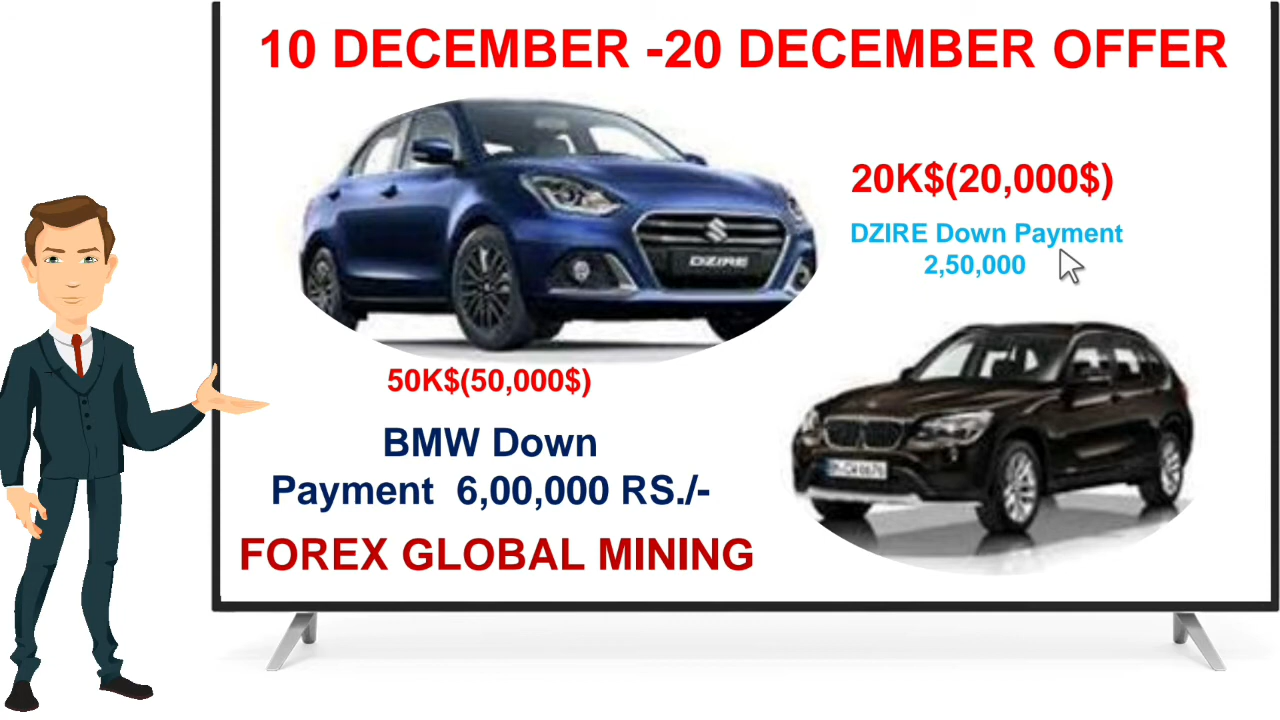 10 DECEMBER -20 DECEMBER OFFER
20K$(20,000$)
DZIRE Down Payment
2,50,000
DZIRE
50K$(50,000$)
BMW Down
Payment 6,00,000 RS./-
FOREX GLOBAL MINING